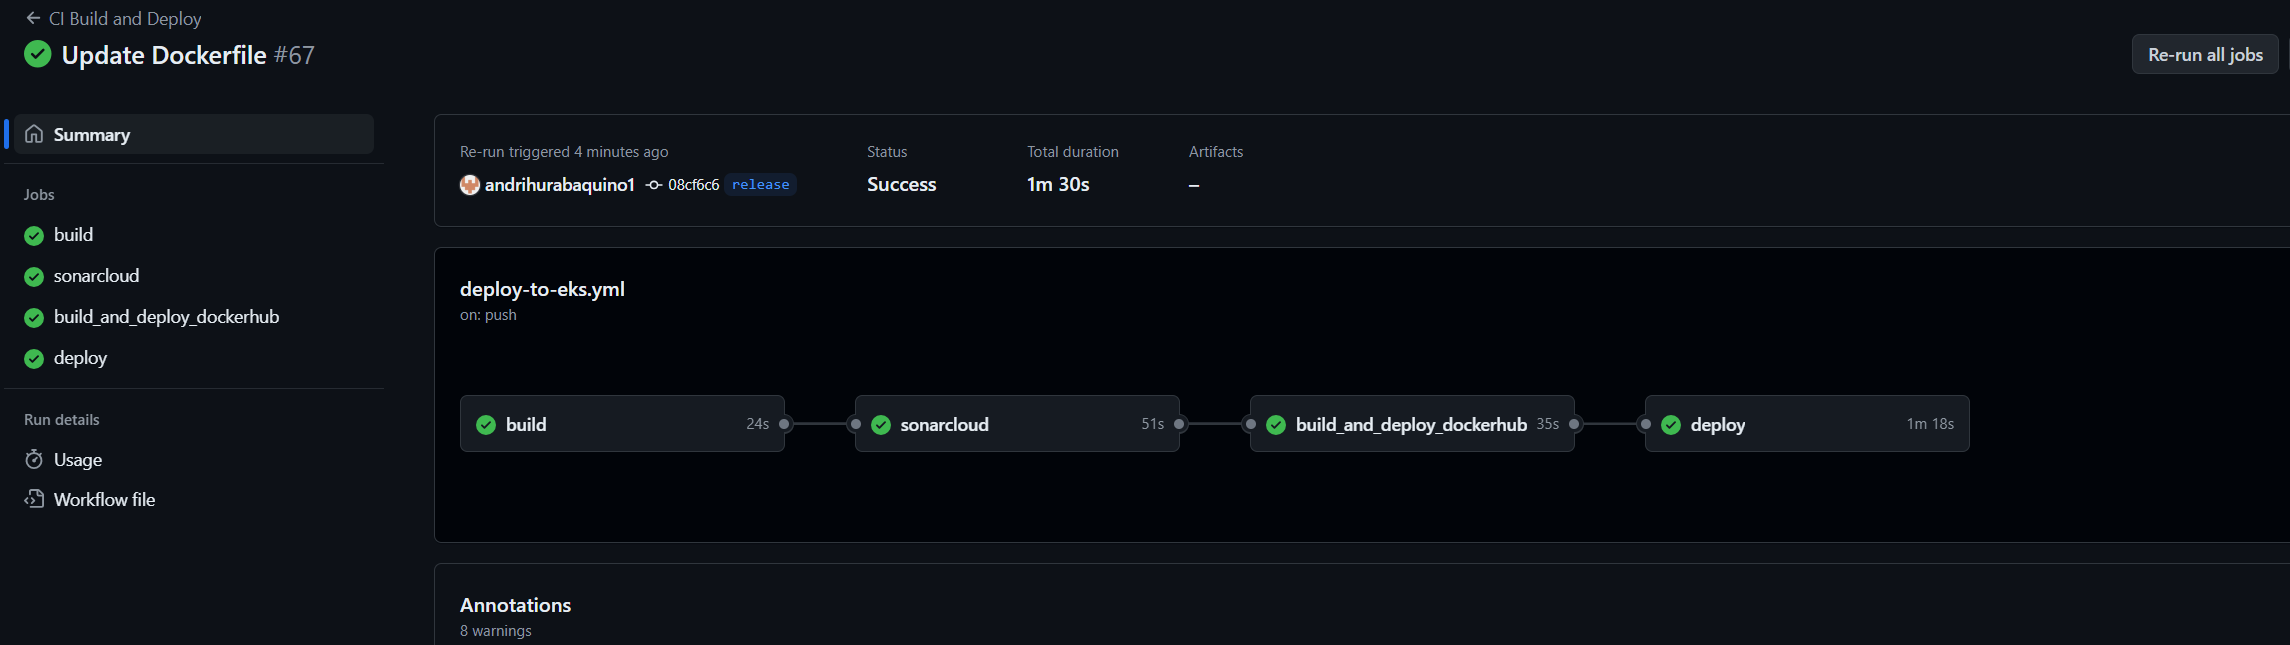 CI Build and Deploy
Update Dockerfile #67
Re-run all jobs
Summary
Jobs
build
sonarcloud
build_and_deploy_dockerhub
deploy
Run details
Usage
Workflow file
Re-run triggered 4 minutes ago
andrihurabaquino1 08cf6c6 release
Status
Success
Total duration
1m 30s
Artifacts
–
deploy-to-eks.yml
on: push
build 24s
sonarcloud 51s
build_and_deploy_dockerhub 35s
deploy 1m 18s
Annotations
8 warnings